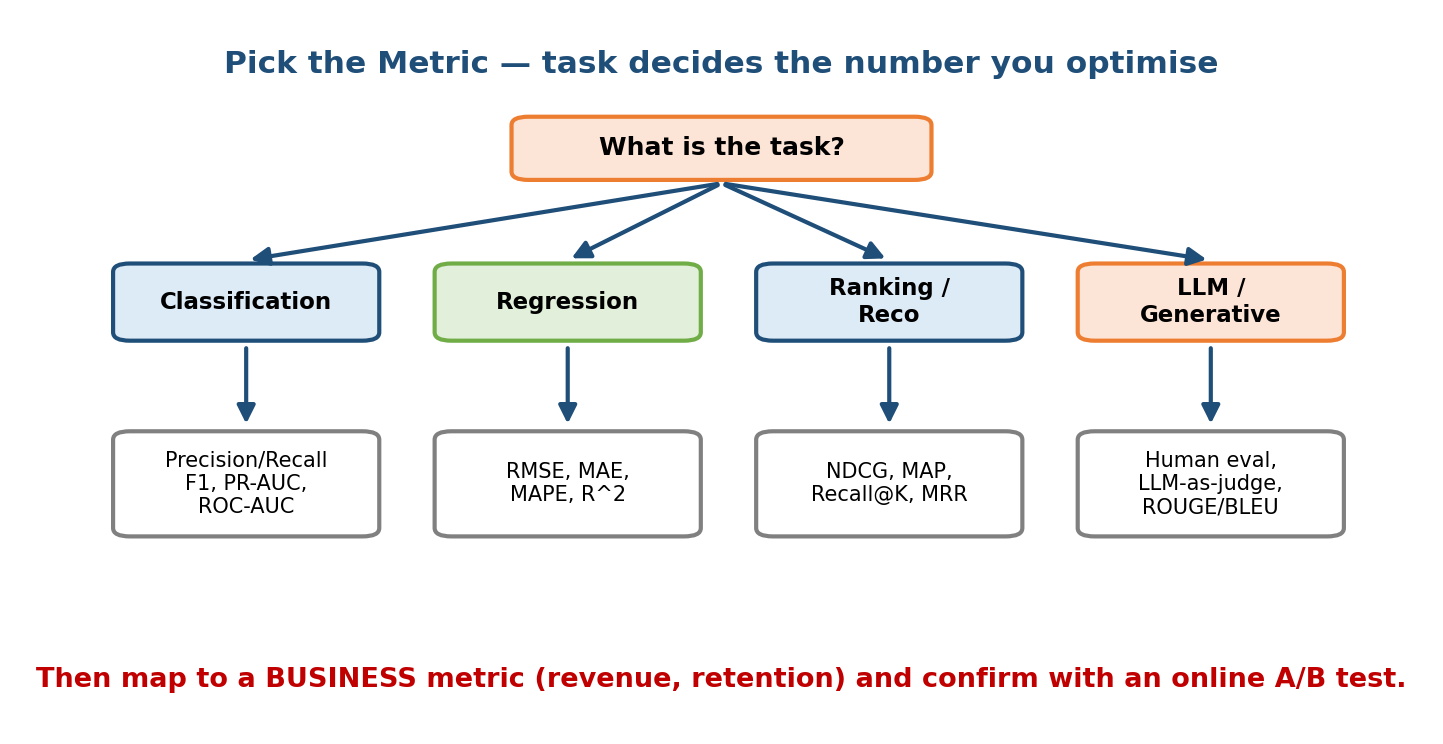 Pick the Metric — task decides the number you optimise
What is the task?
Classification
Regression
Ranking /
Reco
LLM /
Generative
Precision/Recall
F1, PR-AUC,
ROC-AUC
RMSE, MAE,
MAPE, R^2
NDCG, MAP,
Recall@K, MRR
Human eval,
LLM-as-judge,
ROUGE/BLEU
Then map to a BUSINESS metric (revenue, retention) and confirm with an online A/B test.